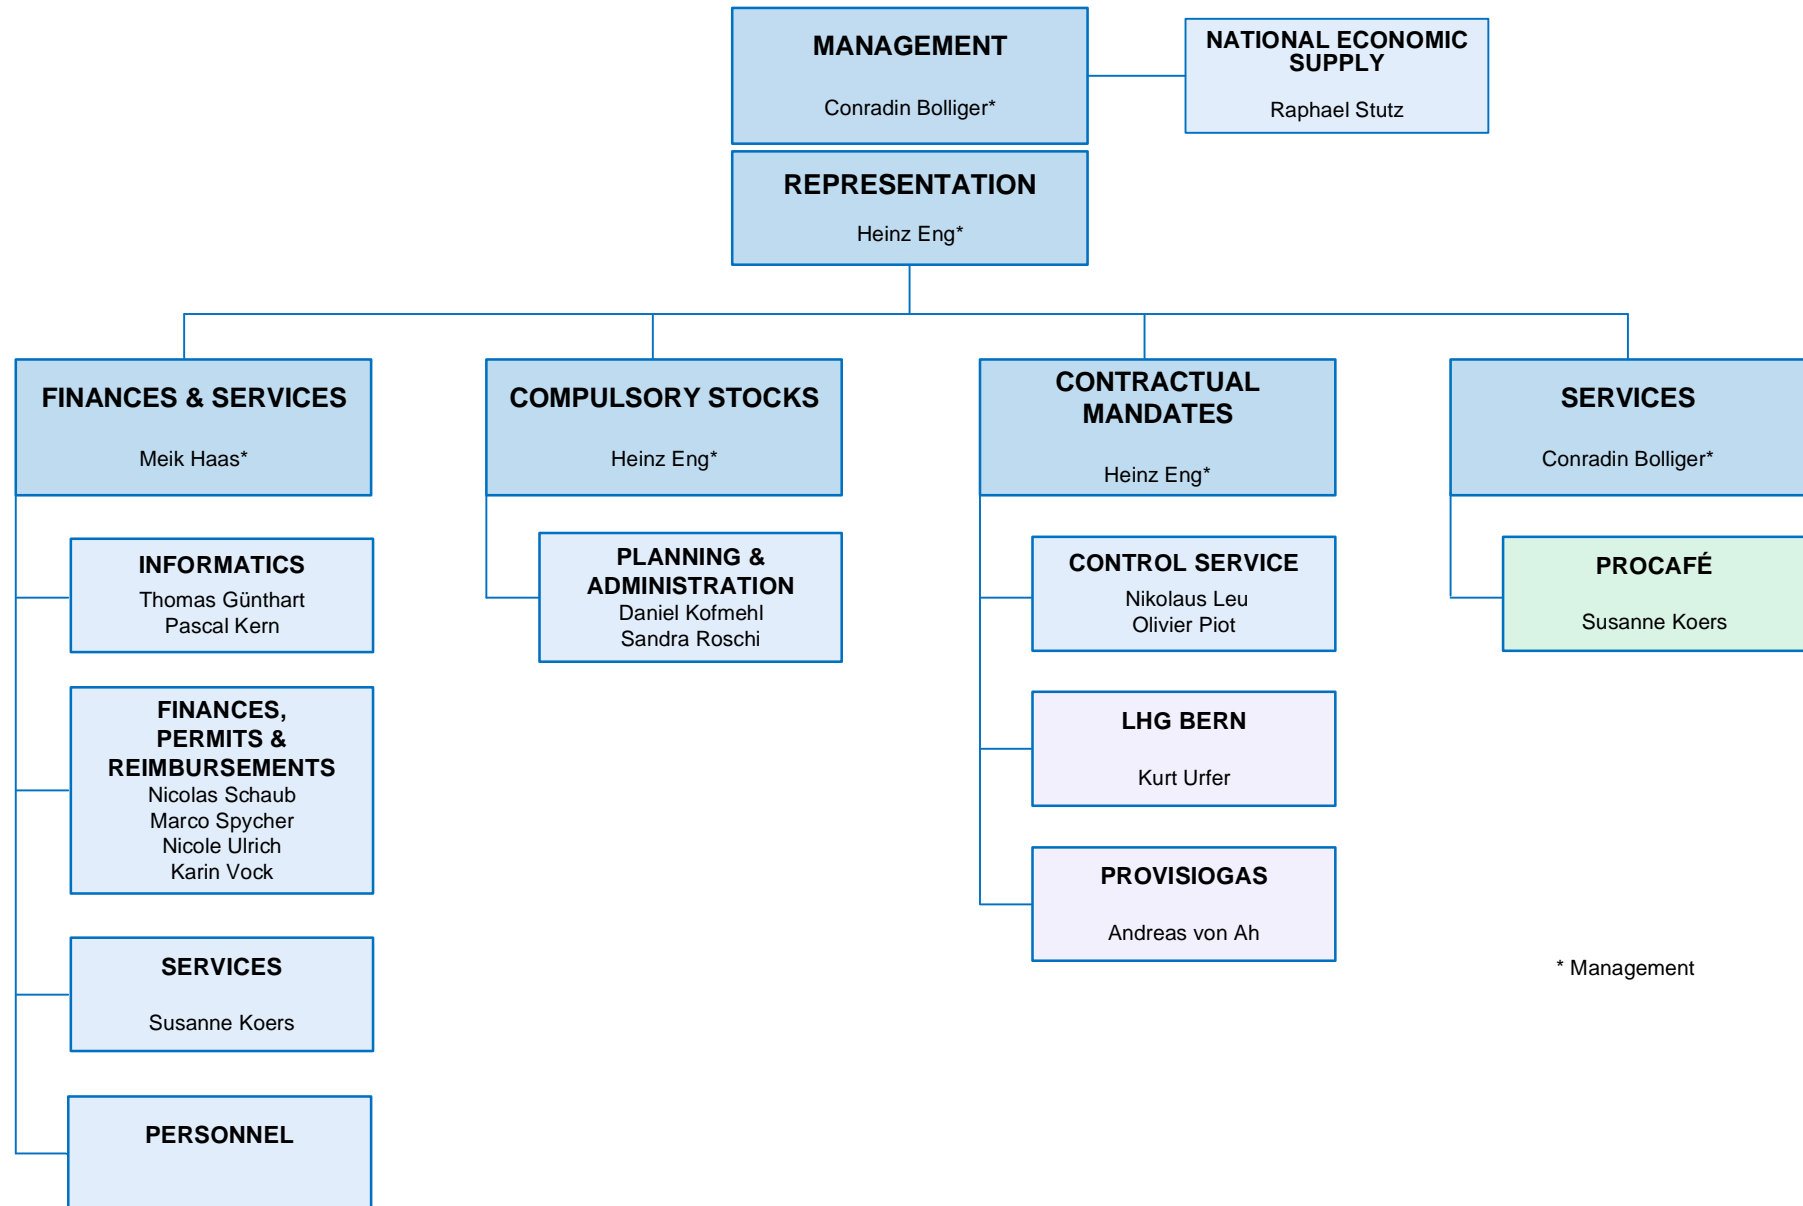 MANAGEMENT
Conradin Bolliger*
NATIONAL ECONOMIC
SUPPLY
Raphael Stutz
REPRESENTATION
Heinz Eng*
FINANCES & SERVICES
Meik Haas*
INFORMATICS
Thomas Günthart
Pascal Kern
FINANCES,
PERMITS &
REIMBURSEMENTS
Nicolas Schaub
Marco Spycher
Nicole Ulrich
Karin Vock
SERVICES
Susanne Koers
PERSONNEL
COMPULSORY STOCKS
Heinz Eng*
PLANNING &
ADMINISTRATION
Daniel Kofmehl
Sandra Roschi
CONTRACTUAL
MANDATES
Heinz Eng*
CONTROL SERVICE
Nikolaus Leu
Olivier Piot
LHG BERN
Kurt Urfer
PROVISIOGAS
Andreas von Ah
SERVICES
Conradin Bolliger*
PROCAFÉ
Susanne Koers
* Management